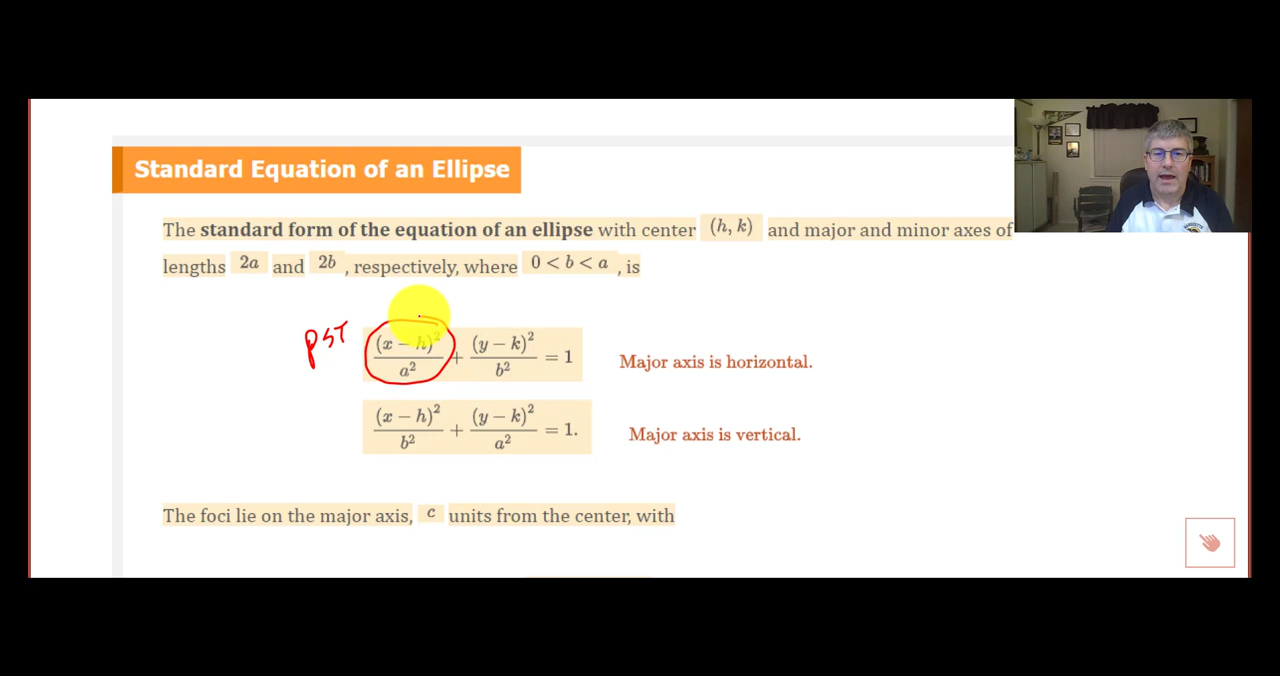 Standard Equation of an Ellipse
The standard form of the equation of an ellipse with center (h, k) and major and minor axes of
lengths 2a and 2b , respectively, where 0 < b < a , is
PST
(x − h)²/a² + (y − k)²/b² = 1 Major axis is horizontal.
(x − h)²/b² + (y − k)²/a² = 1. Major axis is vertical.
The foci lie on the major axis, c units from the center, with